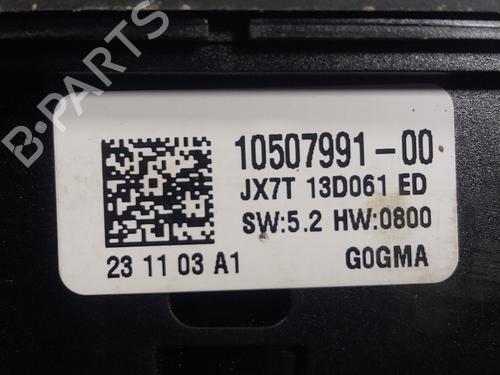 B-PARTS
10507991-00
JX7T 13D061 ED
SW:5.2 HW:0800
23 11 03 A1
G0GMA